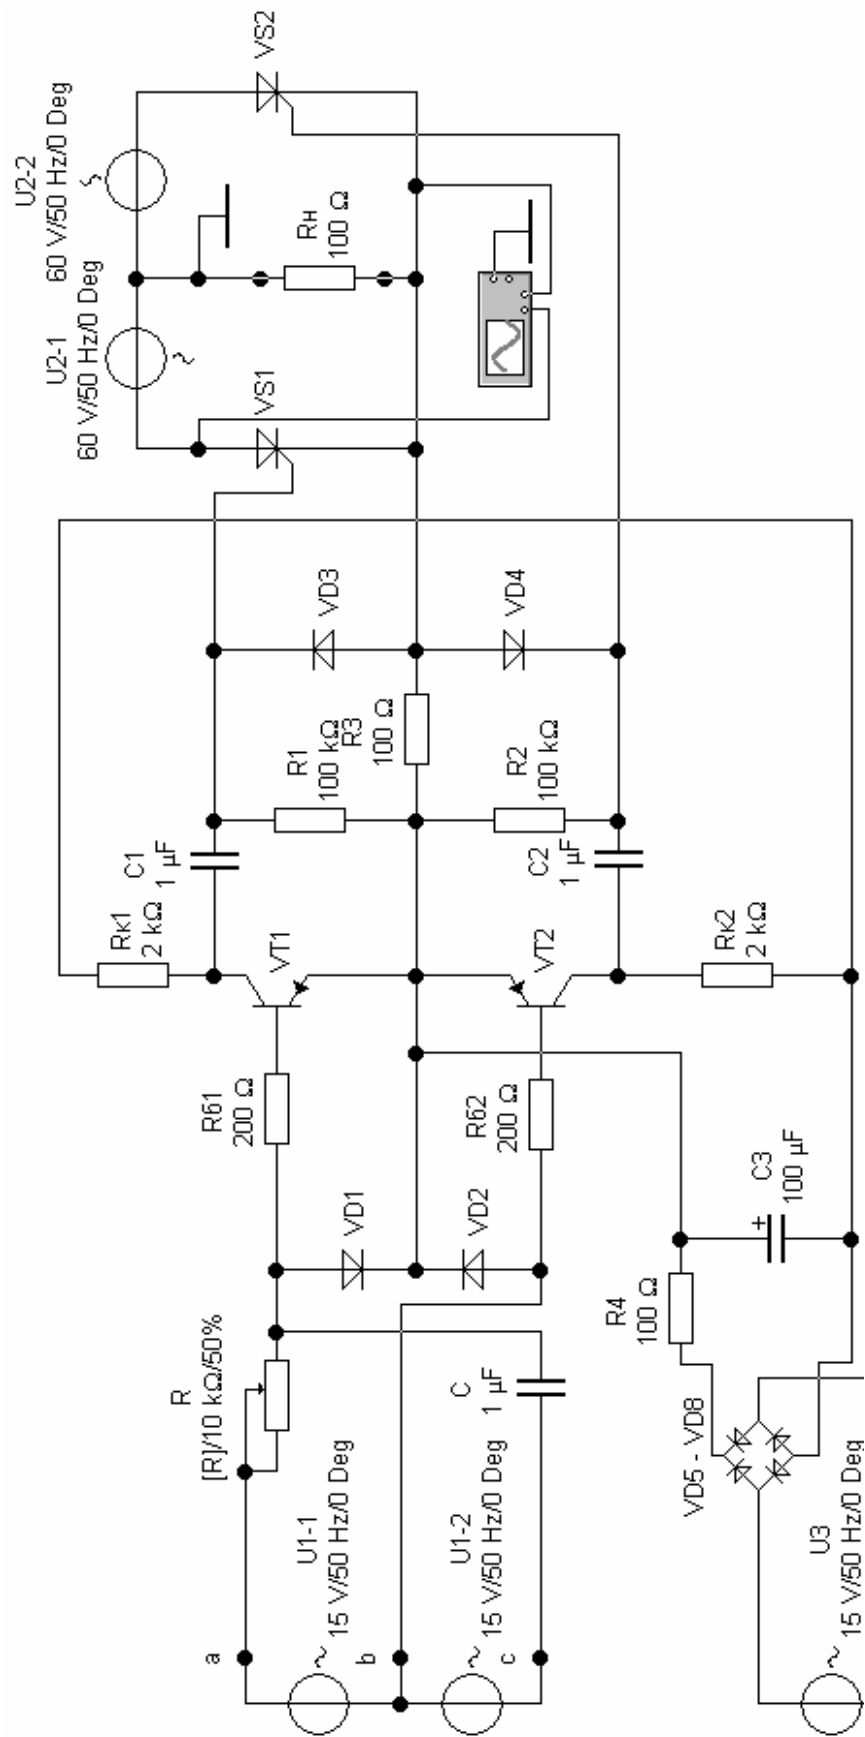 U2-2
60 V/50 Hz/0 Deg
VS2
U2-1
60 V/50 Hz/0 Deg
Rн
100 Ω
VS1
VD3
VD4
R1
100 kΩ
R3
100 Ω
R2
100 kΩ
C1
1 µF
C2
1 µF
Rк1
2 kΩ
VT1
VT2
Rк2
2 kΩ
Rб1
200 Ω
Rб2
200 Ω
C3
100 µF
+
VD1
VD2
R4
100 Ω
R
[R]/10 kΩ/50%
C
1 µF
VD5 - VD8
U1-1
15 V/50 Hz/0 Deg
U1-2
15 V/50 Hz/0 Deg
U3
15 V/50 Hz/0 Deg
a
b
c